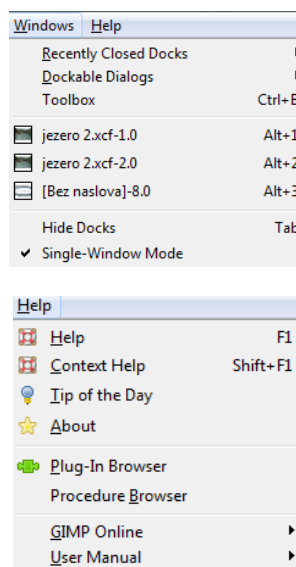 Windows Help
Recently Closed Docks
Dockable Dialogs
Toolbox Ctrl+B
jezero 2.xcf-1.0 Alt+1
jezero 2.xcf-2.0 Alt+2
[Bez naslova]-8.0 Alt+3
Hide Docks Tab
Single-Window Mode
Help
Help F1
Context Help Shift+F1
Tip of the Day
About
Plug-In Browser
Procedure Browser
GIMP Online
User Manual